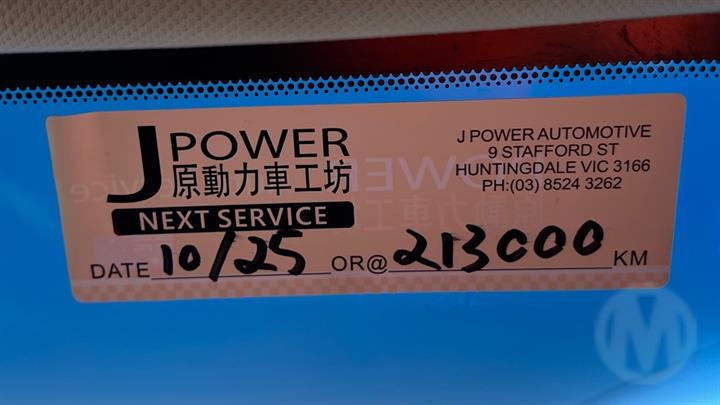 J POWER
原動力車工坊
NEXT SERVICE
J POWER AUTOMOTIVE
9 STAFFORD ST
HUNTINGDALE VIC 3166
PH:(03) 8524 3262
DATE 10/25 OR@ 213000 KM
M